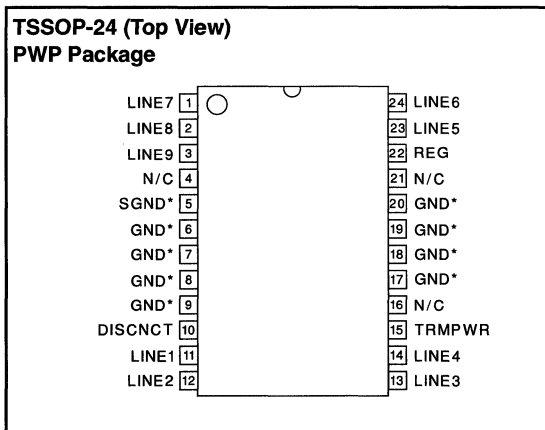 TSSOP-24 (Top View)
PWP Package
LINE7 1 24 LINE6
LINE8 2 23 LINE5
LINE9 3 22 REG
N/C 4 21 N/C
SGND* 5 20 GND*
GND* 6 19 GND*
GND* 7 18 GND*
GND* 8 17 GND*
GND* 9 16 N/C
DISCNCT 10 15 TRMPWR
LINE1 11 14 LINE4
LINE2 12 13 LINE3